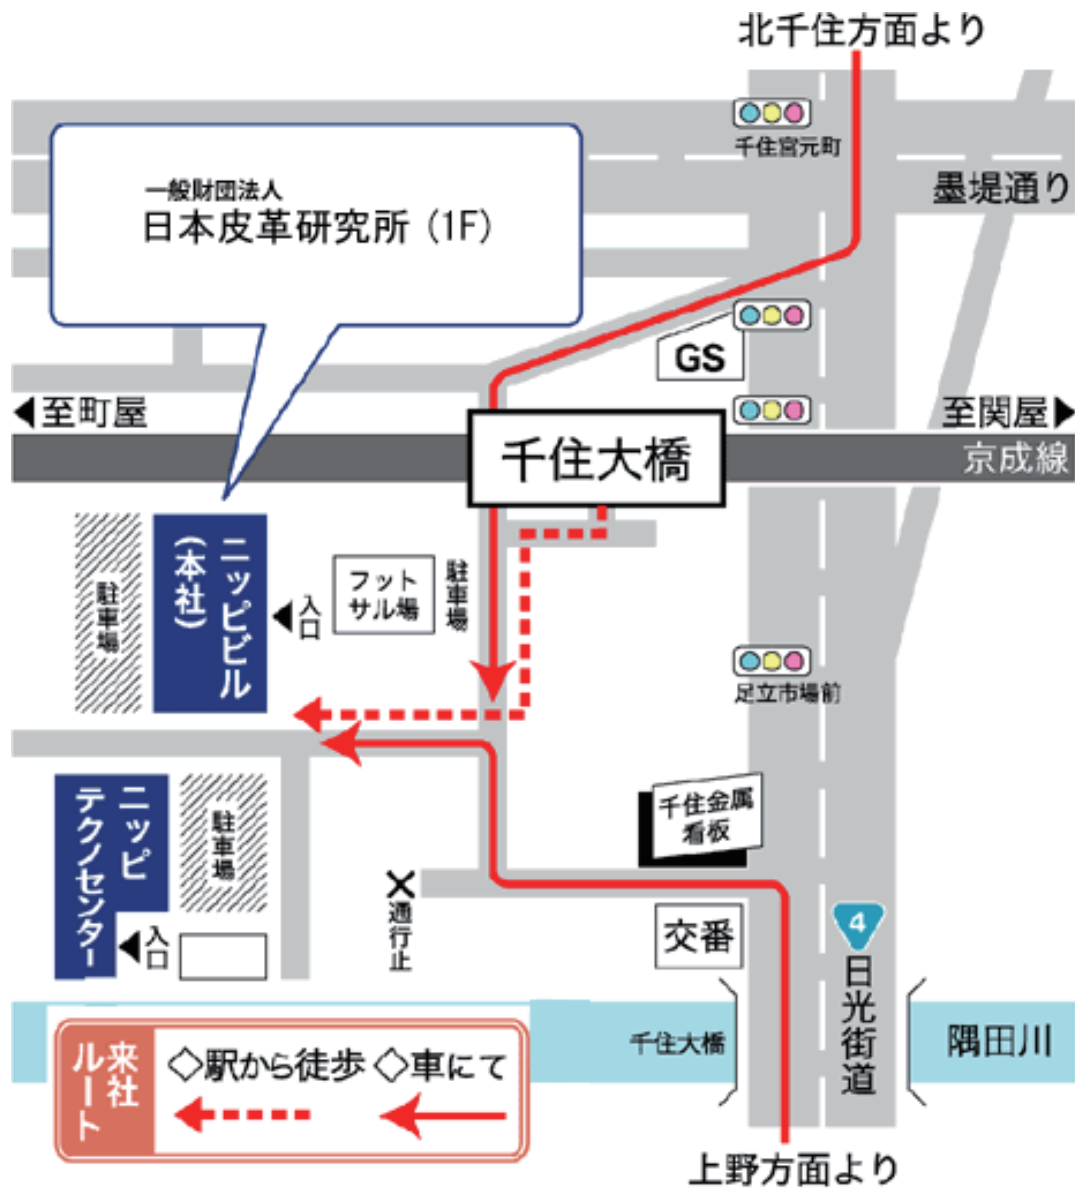 北千住方面より
千住宮元町
墨堤通り
一般財団法人
日本皮革研究所 (1F)
GS
至町屋
至関屋
千住大橋
京成線
ニッピビル
(本社)
駐車場
入口
フット
サル場
駐車場
足立市場前
ニッピ
テクノセンター
駐車場
入口
千住金属
看板
×
通行止
交番
4
日光街道
千住大橋
隅田川
来社
ルート
◇駅から徒歩
◇車にて
上野方面より